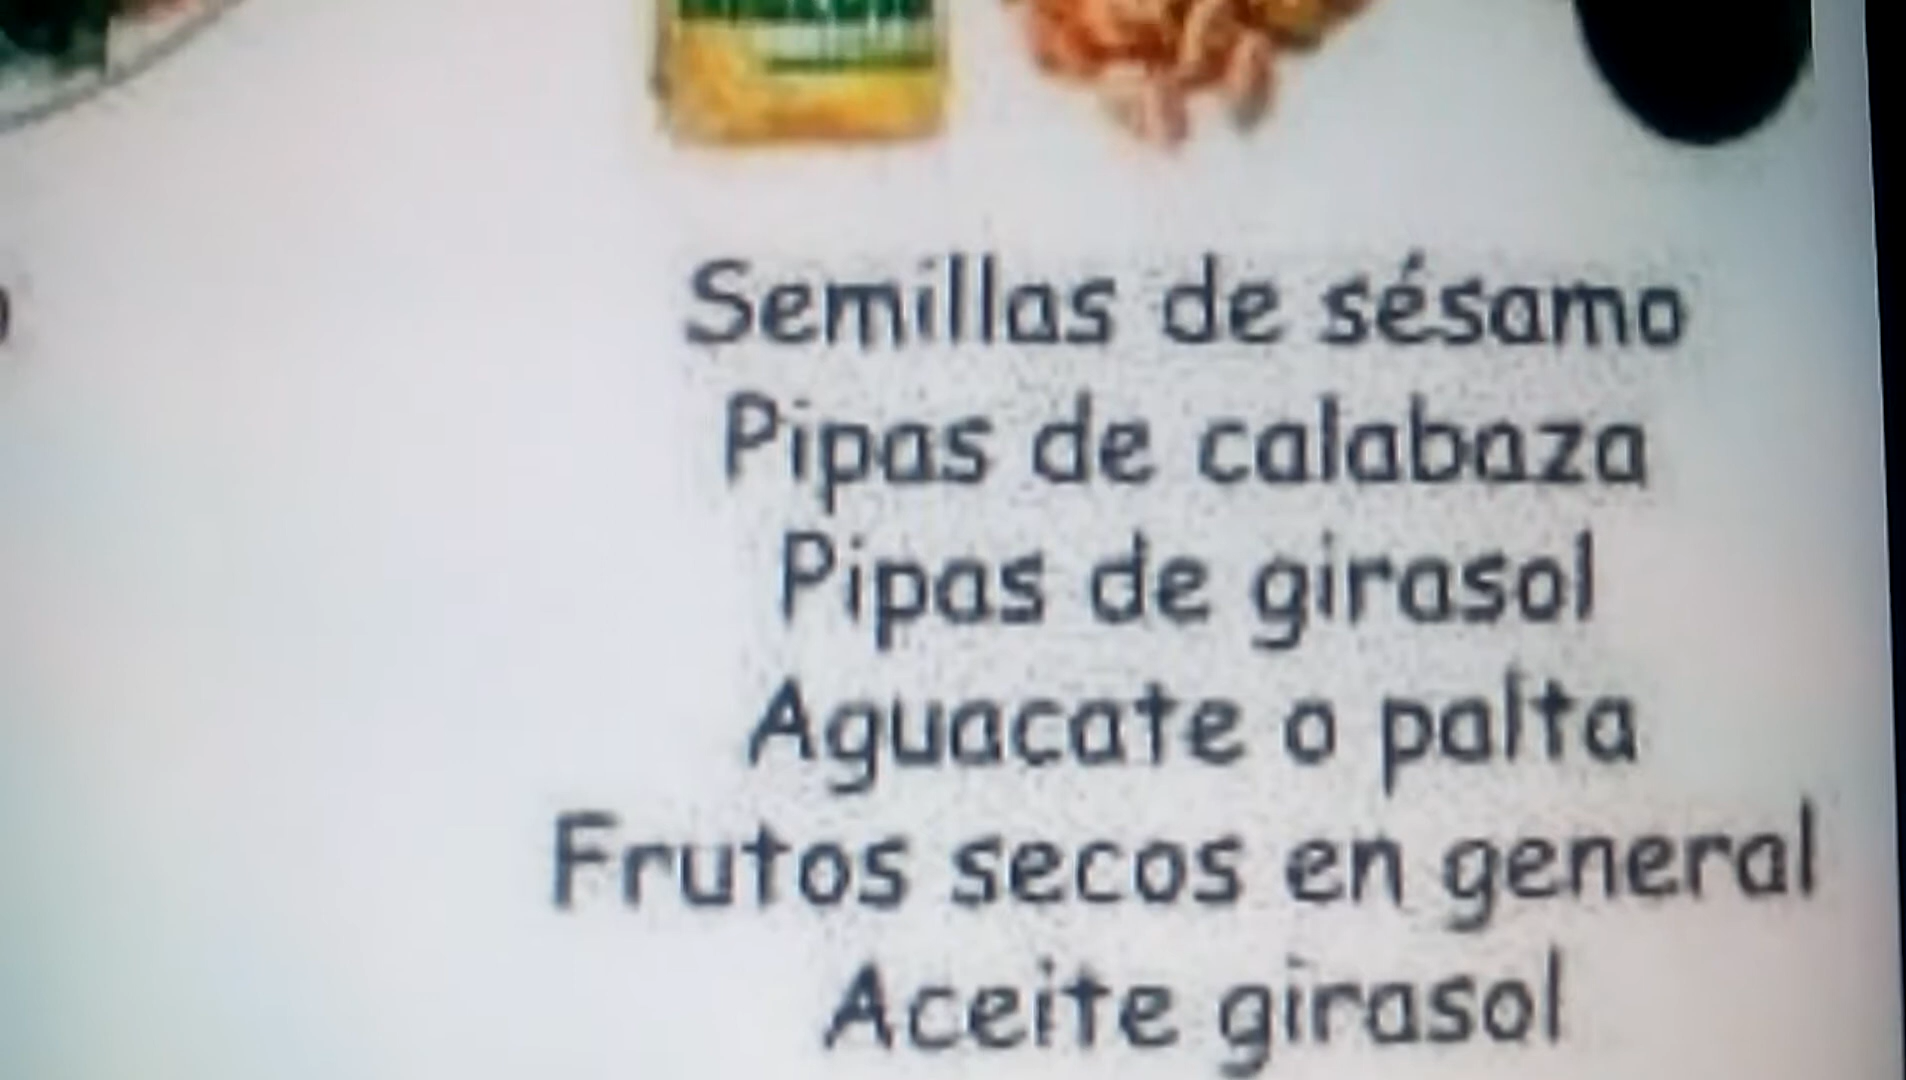 Semillas de sésamo
Pipas de calabaza
Pipas de girasol
Aguacate o palta
Frutos secos en general
Aceite girasol